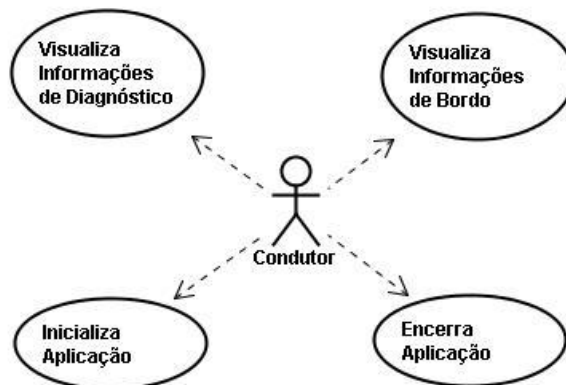 Visualiza
Informações
de Diagnóstico
Visualiza
Informações
de Bordo
Condutor
Inicializa
Aplicação
Encerra
Aplicação